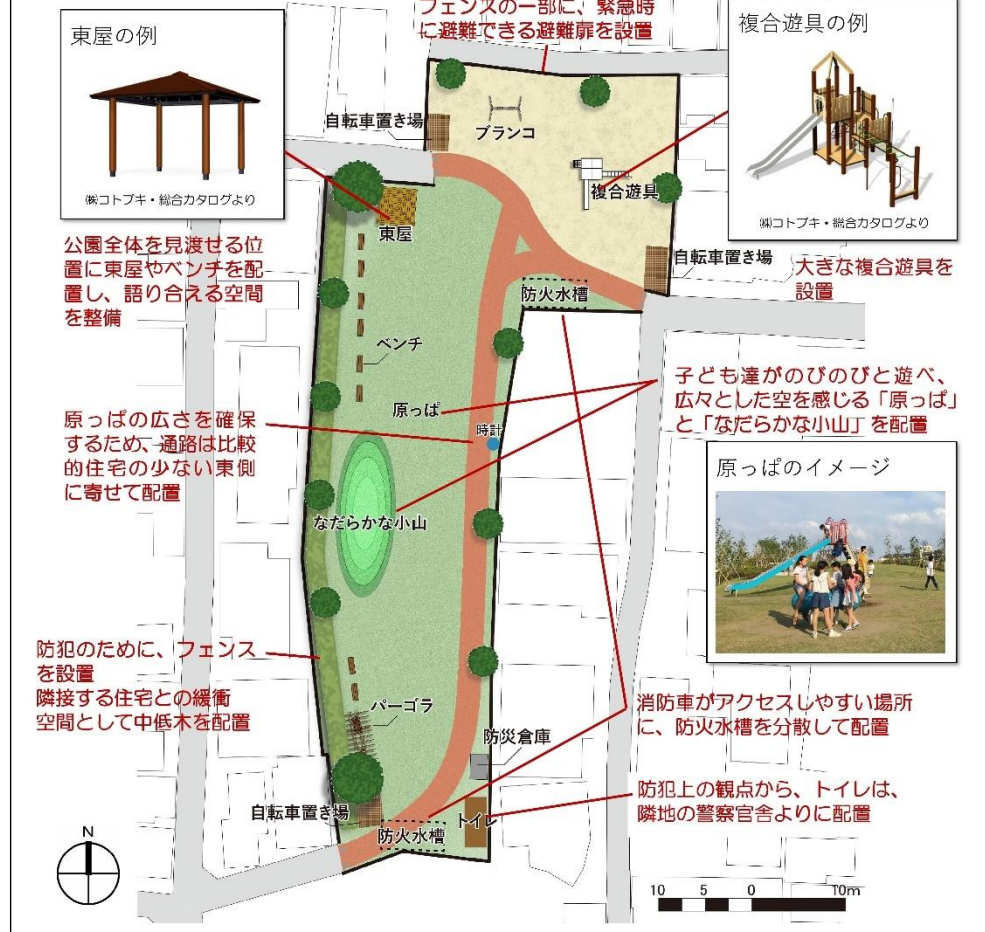 フェンスの一部に、緊急時
に避難できる避難扉を設置
東屋の例
㈱コトブキ・総合カタログより
複合遊具の例
㈱コトブキ・総合カタログより
自転車置き場
ブランコ
複合遊具
東屋
自転車置き場
公園全体を見渡せる位
置に東屋やベンチを配
置し、語り合える空間
を整備
大きな複合遊具を
設置
防火水槽
ベンチ
子ども達がのびのびと遊べ、
広々とした空を感じる「原っぱ」
と「なだらかな小山」を配置
原っぱ
時計
原っぱの広さを確保
するため、通路は比較
的住宅の少ない東側
に寄せて配置
原っぱのイメージ
なだらかな小山
防犯のために、フェンス
を設置
隣接する住宅との緩衝
空間として中低木を配置
パーゴラ
消防車がアクセスしやすい場所
に、防火水槽を分散して配置
防災倉庫
防犯上の観点から、トイレは、
隣地の警察官舎よりに配置
自転車置き場
トイレ
防火水槽
N
10 5 0 10m